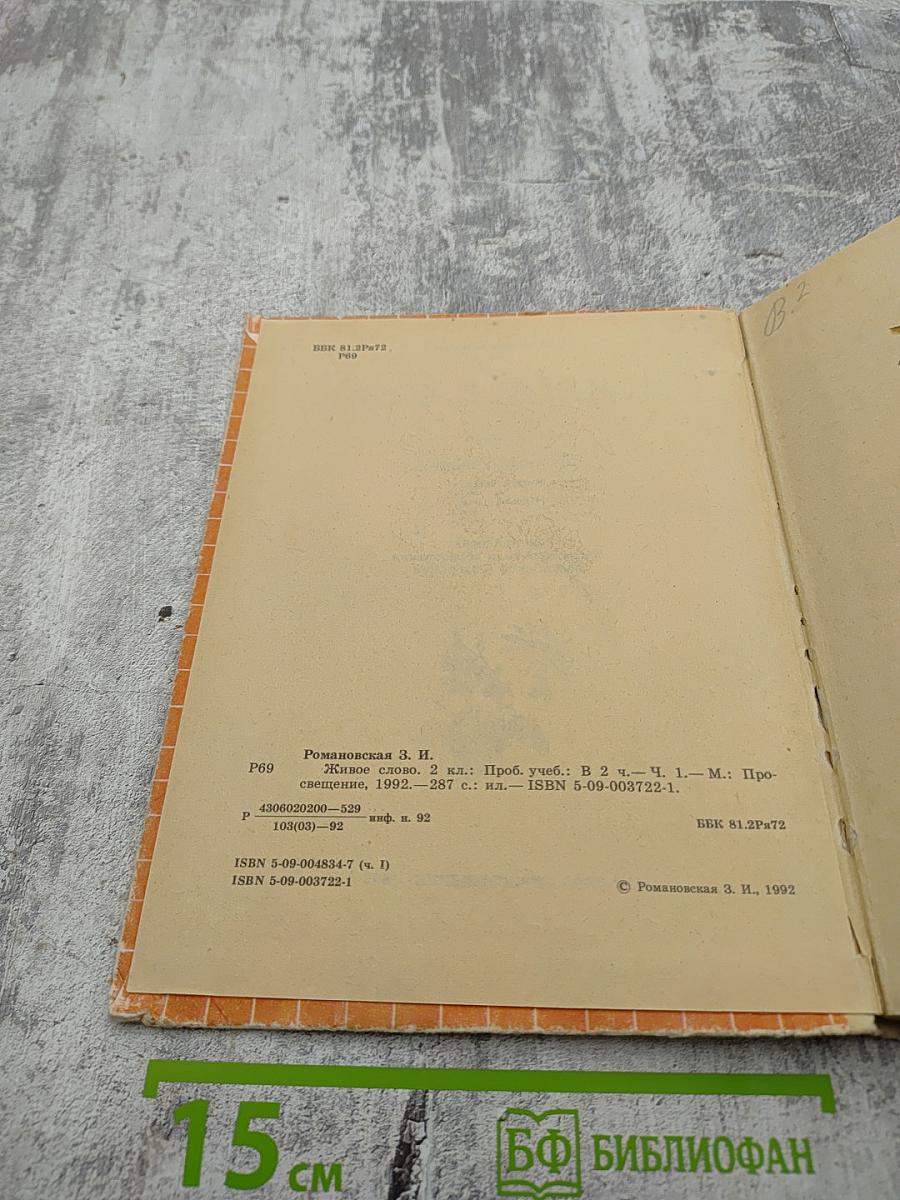 ББК 81.2Ря72
Р69
В. 2
Романовская З. И.
Р69 Живое слово. 2 кл.: Проб. учеб.: В 2 ч.— Ч. 1.— М.: Про-
свещение, 1992.—287 с.: ил.— ISBN 5-09-003722-1.
Р 4306020200—529 инф. п. 92
103(03)—92
ББК 81.2Ря72
ISBN 5-09-004834-7 (ч. I)
ISBN 5-09-003722-1
© Романовская З. И., 1992
15 см
БФ БИБЛИОФАН